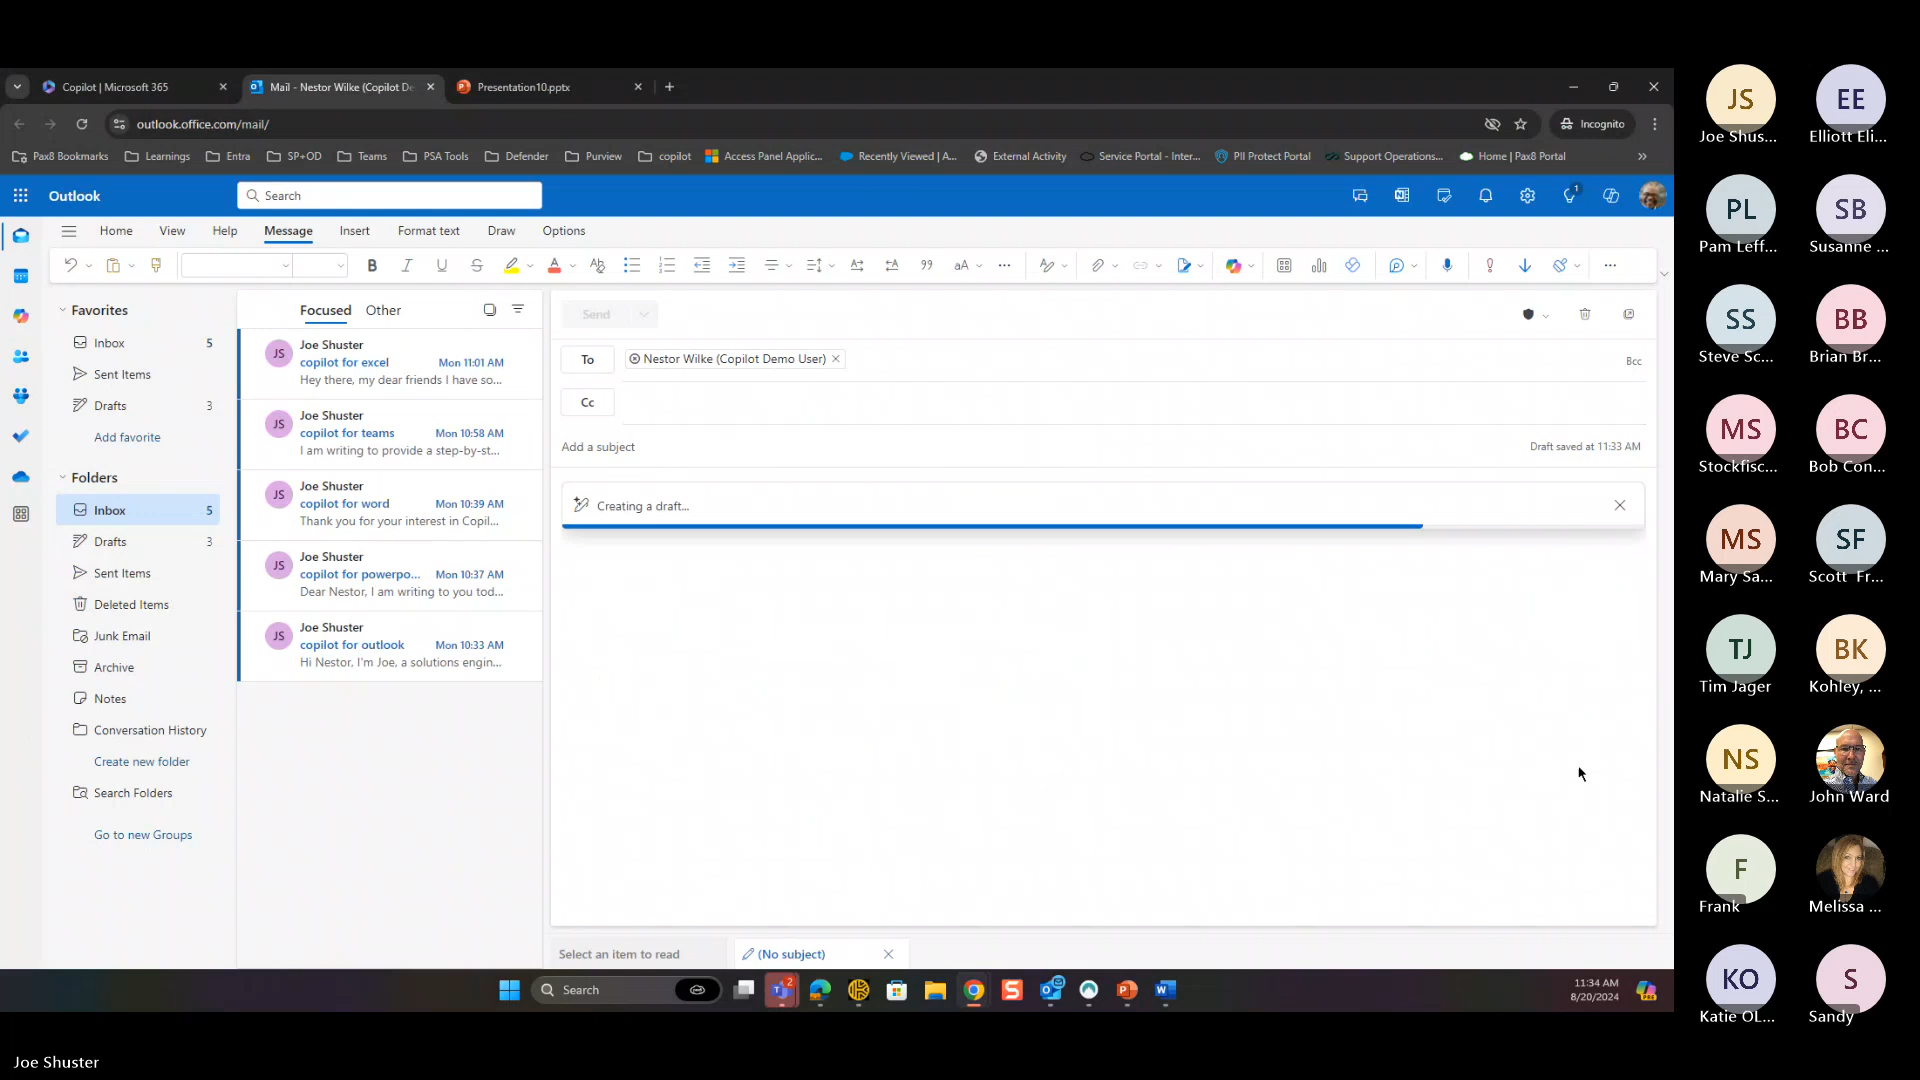 Copilot | Microsoft 365
Mail - Nestor Wilke (Copilot De
Presentation10.pptx
outlook.office.com/mail/
Incognito
Pax8 Bookmarks
Learnings
Entra
SP+OD
Teams
PSA Tools
Defender
Purview
copilot
Access Panel Applic...
Recently Viewed | A...
External Activity
Service Portal - Inter...
PII Protect Portal
Support Operations...
Home | Pax8 Portal
Outlook
Search
1
Home
View
Help
Message
Insert
Format text
Draw
Options
Favorites
Inbox 5
Sent Items
Drafts 3
Add favorite
Folders
Inbox 5
Drafts 3
Sent Items
Deleted Items
Junk Email
Archive
Notes
Conversation History
Create new folder
Search Folders
Go to new Groups
Focused Other
JS
Joe Shuster
copilot for excel Mon 11:01 AM
Hey there, my dear friends I have so...
JS
Joe Shuster
copilot for teams Mon 10:58 AM
I am writing to provide a step-by-st...
JS
Joe Shuster
copilot for word Mon 10:39 AM
Thank you for your interest in Copil...
JS
Joe Shuster
copilot for powerpo... Mon 10:37 AM
Dear Nestor, I am writing to you tod...
JS
Joe Shuster
copilot for outlook Mon 10:33 AM
Hi Nestor, I'm Joe, a solutions engin...
Send
To
Nestor Wilke (Copilot Demo User)
Bcc
Cc
Add a subject
Draft saved at 11:33 AM
Creating a draft...
Select an item to read
(No subject)
Search
2
11:34 AM
8/20/2024
Joe Shuster
JS
Joe Shus...
EE
Elliott Eli...
PL
Pam Leff...
SB
Susanne ...
SS
Steve Sc...
BB
Brian Br...
MS
Stockfisc...
BC
Bob Con...
MS
Mary Sa...
SF
Scott Fr...
TJ
Tim Jager
BK
Kohley, ...
NS
Natalie S...
John Ward
F
Frank
Melissa ...
KO
Katie OL...
S
Sandy